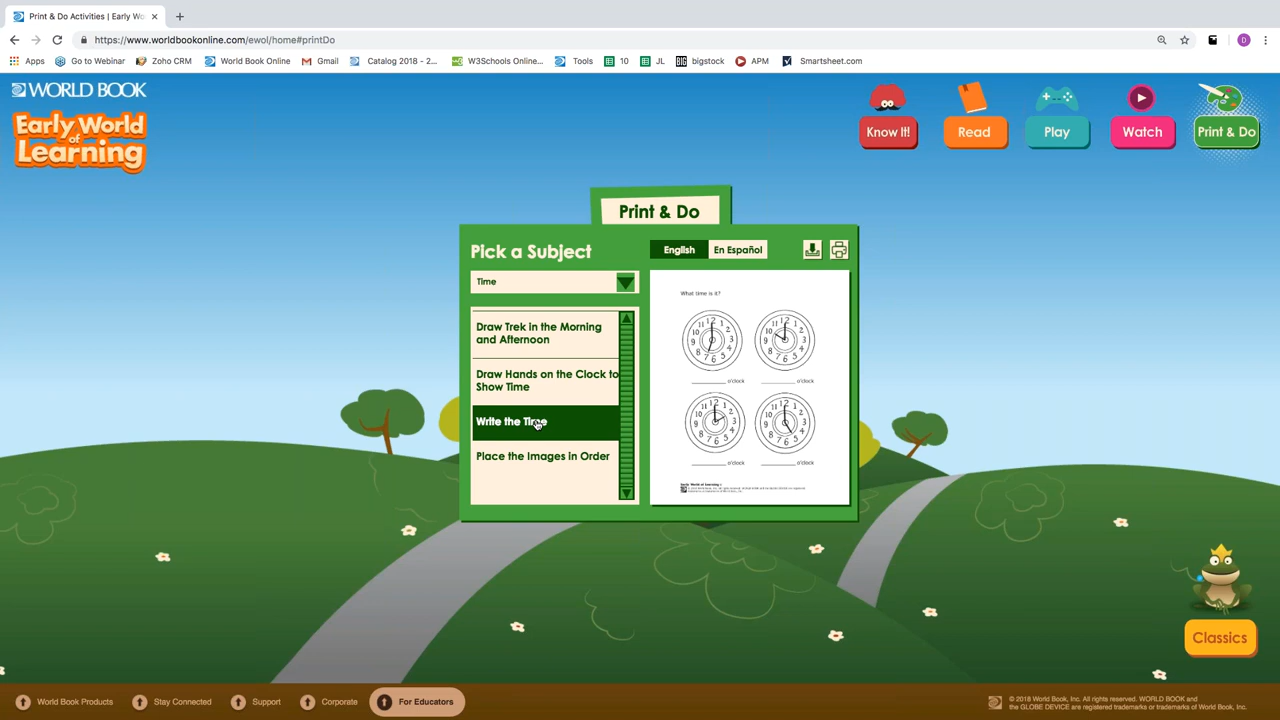 Print & Do Activities | Early Wo
https://www.worldbookonline.com/ewol/home#printDo
D
Apps
Go to Webinar
Zoho CRM
World Book Online
Gmail
Catalog 2018 - 2...
W3Schools Online...
Tools
10
JL
BIG bigstock
APM
Smartsheet.com
WORLD BOOK
Early World
of
Learning
Know It!
Read
Play
Watch
Print & Do
Print & Do
Pick a Subject
English
En Español
Time
Draw Trek in the Morning
and Afternoon
Draw Hands on the Clock to
Show Time
Write the Time
Place the Images in Order
What time is it?
o'clock
o'clock
o'clock
o'clock
Early World of Learning
Classics
World Book Products
Stay Connected
Support
Corporate
For Educators
© 2018 World Book, Inc. All rights reserved. WORLD BOOK and
the GLOBE DEVICE are registered trademarks or trademarks of World Book, Inc.